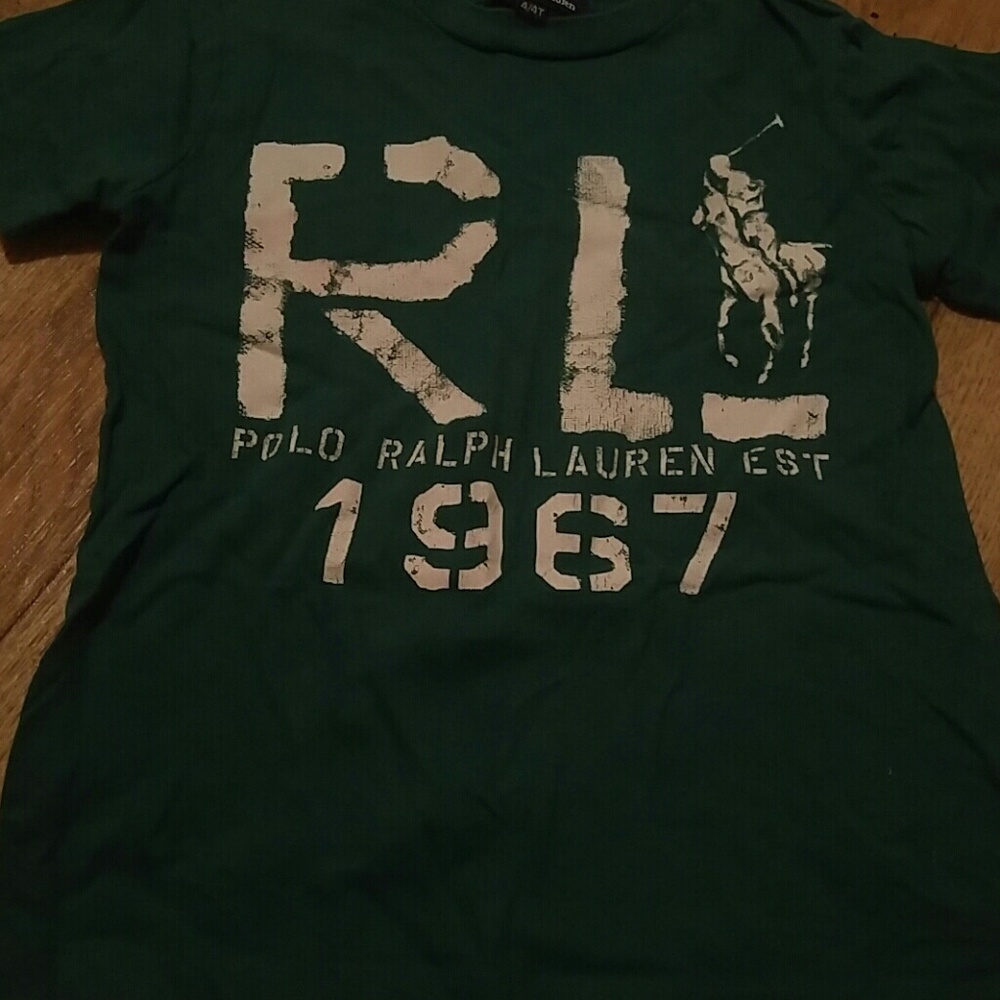 4/4T
RL
POLO RALPH LAUREN EST
1967